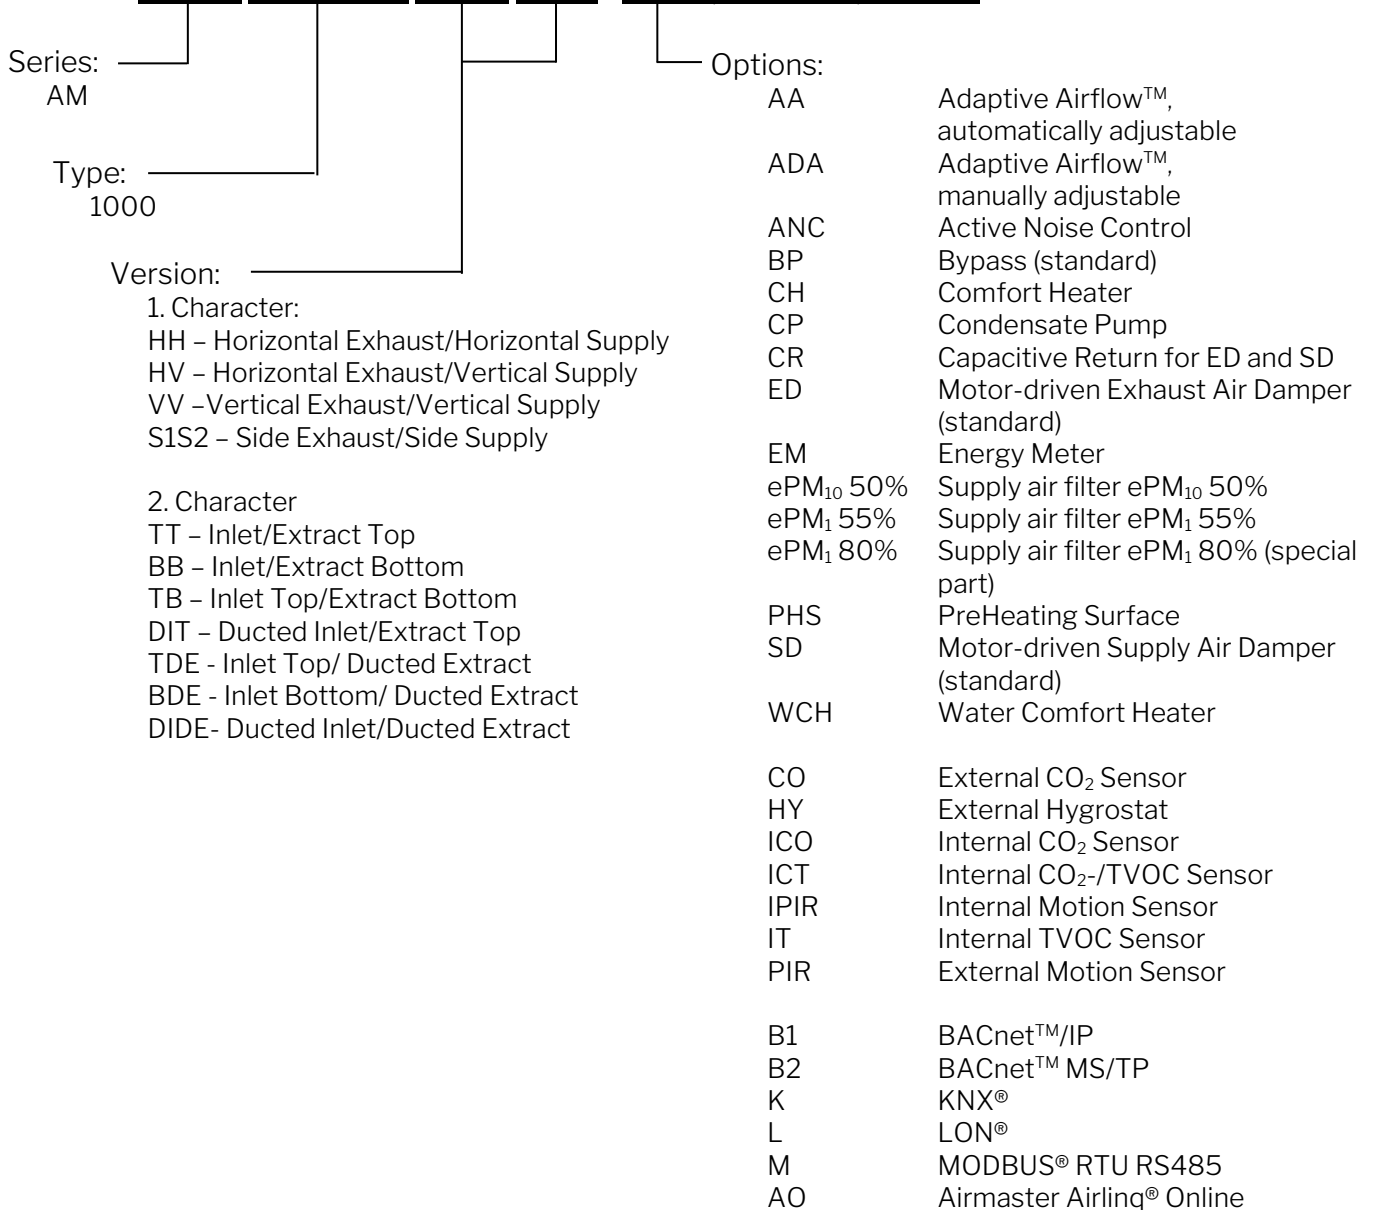 Series:
AM
Type:
1000
Version:
1. Character:
HH – Horizontal Exhaust/Horizontal Supply
HV – Horizontal Exhaust/Vertical Supply
VV –Vertical Exhaust/Vertical Supply
S1S2 – Side Exhaust/Side Supply
2. Character
TT – Inlet/Extract Top
BB – Inlet/Extract Bottom
TB – Inlet Top/Extract Bottom
DIT – Ducted Inlet/Extract Top
TDE - Inlet Top/ Ducted Extract
BDE - Inlet Bottom/ Ducted Extract
DIDE- Ducted Inlet/Ducted Extract
Options:
AA Adaptive Airflow™,
automatically adjustable
ADA Adaptive Airflow™,
manually adjustable
ANC Active Noise Control
BP Bypass (standard)
CH Comfort Heater
CP Condensate Pump
CR Capacitive Return for ED and SD
ED Motor-driven Exhaust Air Damper
(standard)
EM Energy Meter
ePM₁₀ 50% Supply air filter ePM₁₀ 50%
ePM₁ 55% Supply air filter ePM₁ 55%
ePM₁ 80% Supply air filter ePM₁ 80% (special
part)
PHS PreHeating Surface
SD Motor-driven Supply Air Damper
(standard)
WCH Water Comfort Heater
CO External CO₂ Sensor
HY External Hygrostat
ICO Internal CO₂ Sensor
ICT Internal CO₂-/TVOC Sensor
IPIR Internal Motion Sensor
IT Internal TVOC Sensor
PIR External Motion Sensor
B1 BACnet™/IP
B2 BACnet™ MS/TP
K KNX®
L LON®
M MODBUS® RTU RS485
AO Airmaster Airlinq® Online